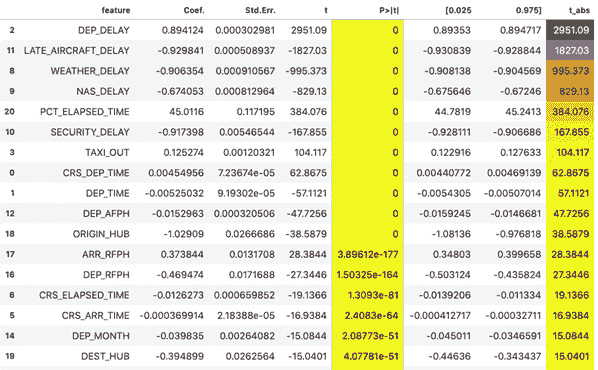 feature Coef. Std.Err. t P>|t| [0.025 0.975] t_abs
2 DEP_DELAY 0.894124 0.000302981 2951.09 0 0.89353 0.894717 2951.09
11 LATE_AIRCRAFT_DELAY -0.929841 0.000508937 -1827.03 0 -0.930839 -0.928844 1827.03
8 WEATHER_DELAY -0.906354 0.000910567 -995.373 0 -0.908138 -0.904569 995.373
9 NAS_DELAY -0.674053 0.000812964 -829.13 0 -0.675646 -0.67246 829.13
20 PCT_ELAPSED_TIME 45.0116 0.117195 384.076 0 44.7819 45.2413 384.076
10 SECURITY_DELAY -0.917398 0.00546544 -167.855 0 -0.928111 -0.906686 167.855
3 TAXI_OUT 0.125274 0.00120321 104.117 0 0.122916 0.127633 104.117
0 CRS_DEP_TIME 0.00454956 7.23674e-05 62.8675 0 0.00440772 0.00469139 62.8675
1 DEP_TIME -0.00525032 9.19302e-05 -57.1121 0 -0.0054305 -0.00507014 57.1121
12 DEP_AFPH -0.0152963 0.000320506 -47.7256 0 -0.0159245 -0.0146681 47.7256
18 ORIGIN_HUB -1.02909 0.0266686 -38.5879 0 -1.08136 -0.976818 38.5879
17 ARR_RFPH 0.373844 0.0131708 28.3844 3.89612e-177 0.34803 0.399658 28.3844
16 DEP_RFPH -0.469474 0.0171688 -27.3446 1.50325e-164 -0.503124 -0.435824 27.3446
6 CRS_ELAPSED_TIME -0.0126273 0.000659852 -19.1366 1.3093e-81 -0.0139206 -0.011334 19.1366
5 CRS_ARR_TIME -0.000369914 2.18388e-05 -16.9384 2.4083e-64 -0.000412717 -0.00032711 16.9384
14 DEP_MONTH -0.039835 0.00264082 -15.0844 2.08773e-51 -0.045011 -0.0346591 15.0844
19 DEST_HUB -0.394899 0.0262564 -15.0401 4.07781e-51 -0.44636 -0.343437 15.0401